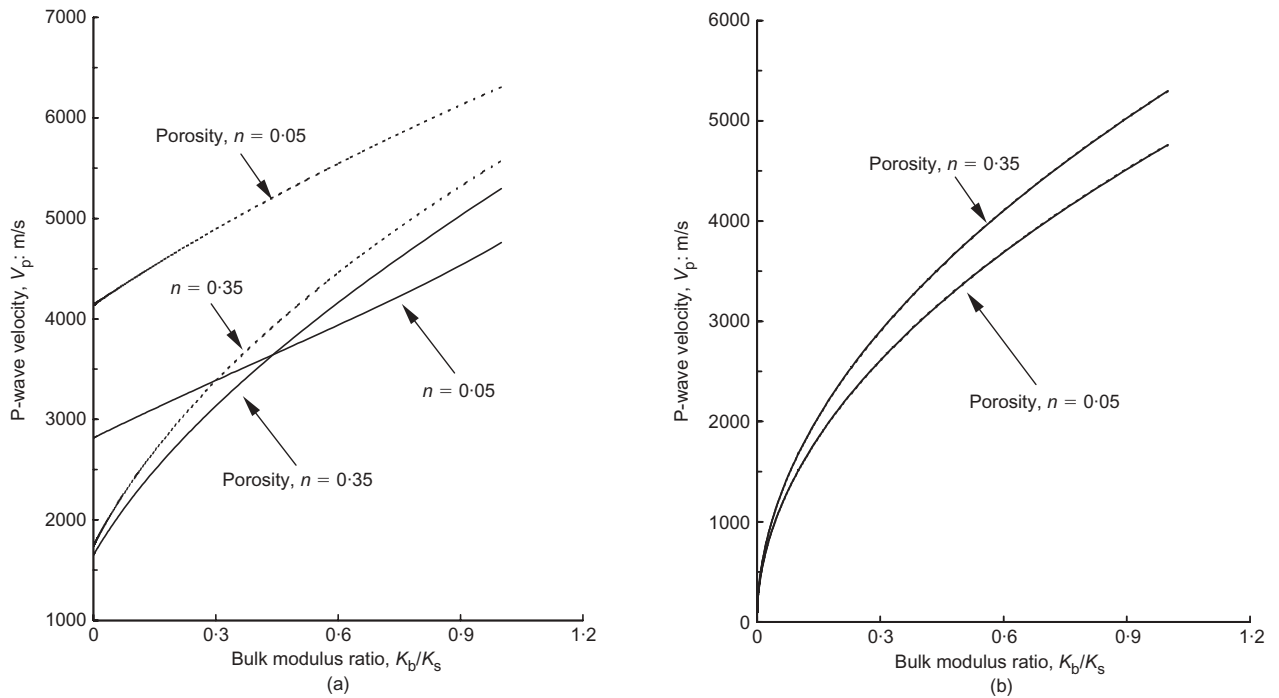 7000
6000
5000
4000
3000
2000
1000
P-wave velocity, Vp: m/s
Porosity, n = 0·05
n = 0·35
n = 0·05
Porosity, n = 0·35
0
0·3
0·6
0·9
1·2
Bulk modulus ratio, Kb/Ks
(a)
6000
5000
4000
3000
2000
1000
0
P-wave velocity, Vp: m/s
Porosity, n = 0·35
Porosity, n = 0·05
0
0·3
0·6
0·9
1·2
Bulk modulus ratio, Kb/Ks
(b)